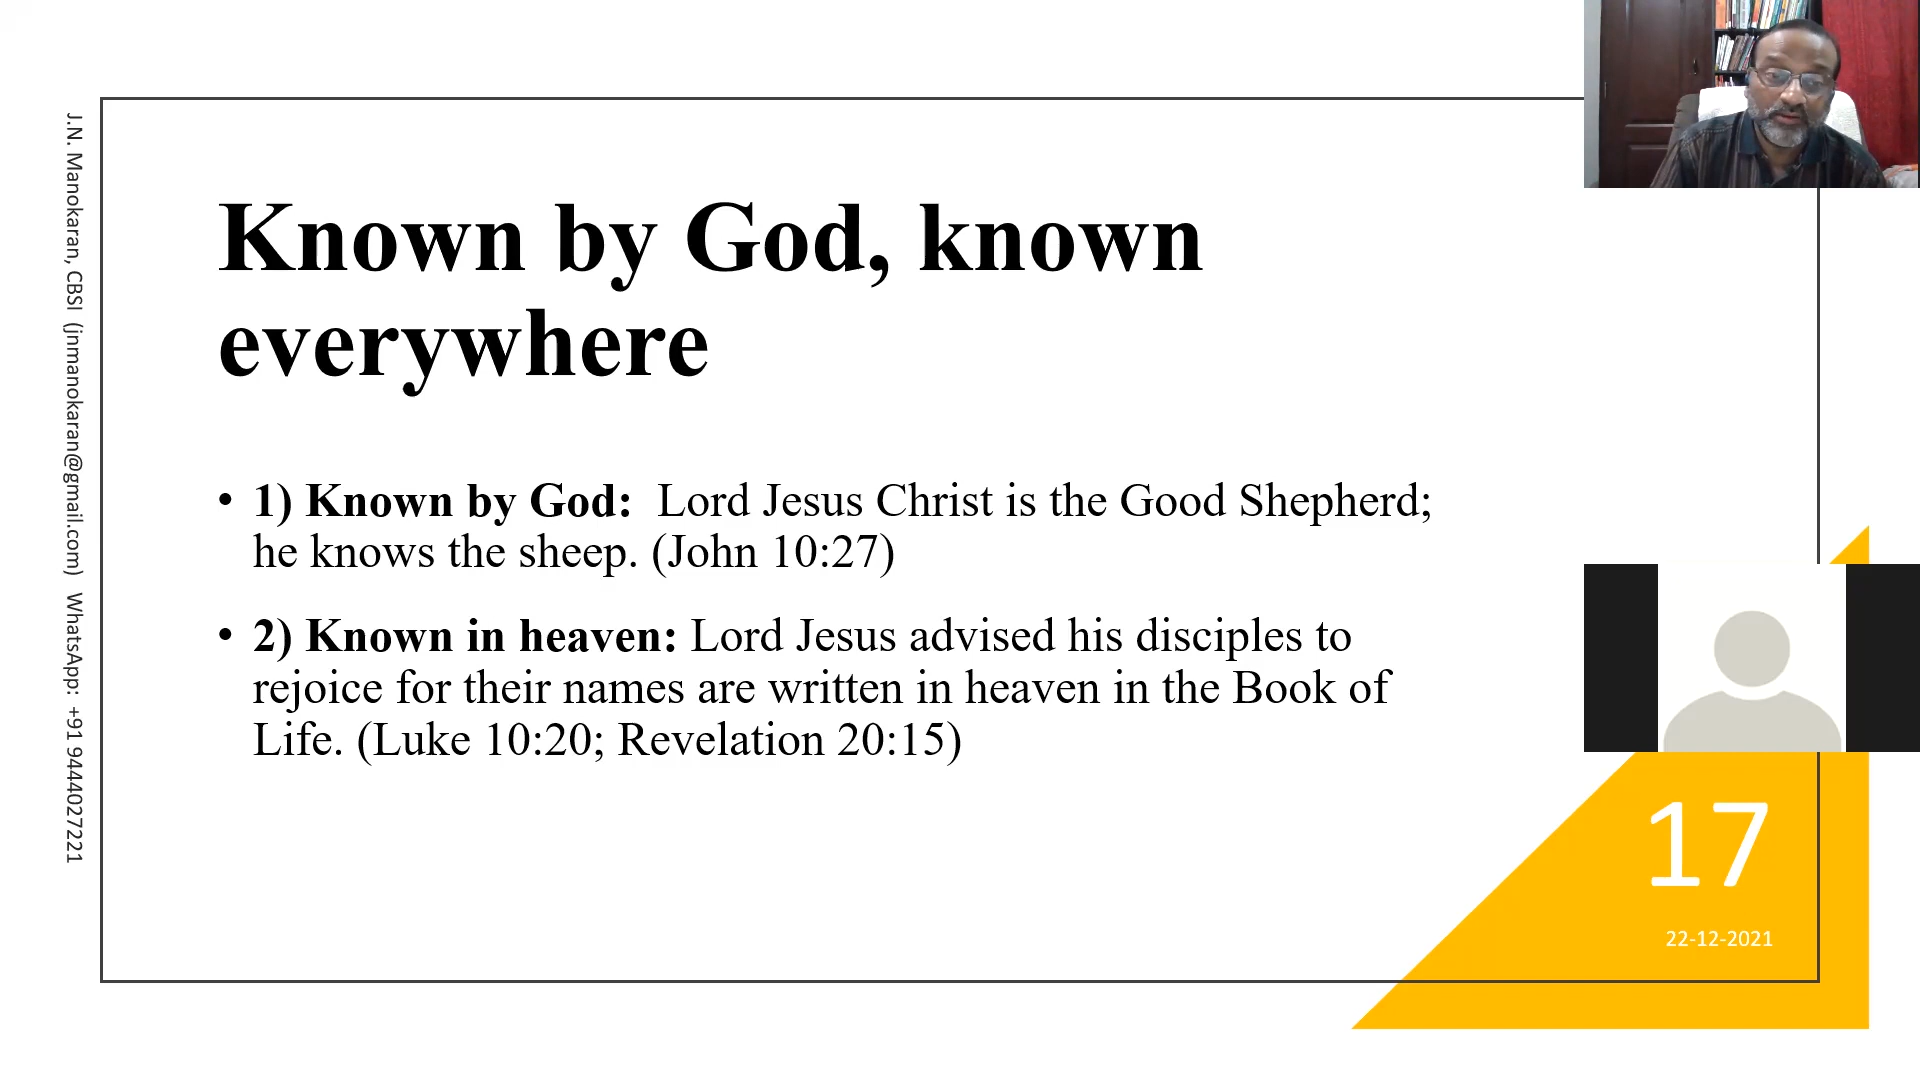 J.N. Manokaran, CBSI (jnmanokaran@gmail.com) WhatsApp: +91 9444027221
Known by God, known
everywhere
• 1) Known by God: Lord Jesus Christ is the Good Shepherd;
he knows the sheep. (John 10:27)
• 2) Known in heaven: Lord Jesus advised his disciples to
rejoice for their names are written in heaven in the Book of
Life. (Luke 10:20; Revelation 20:15)
17
22-12-2021